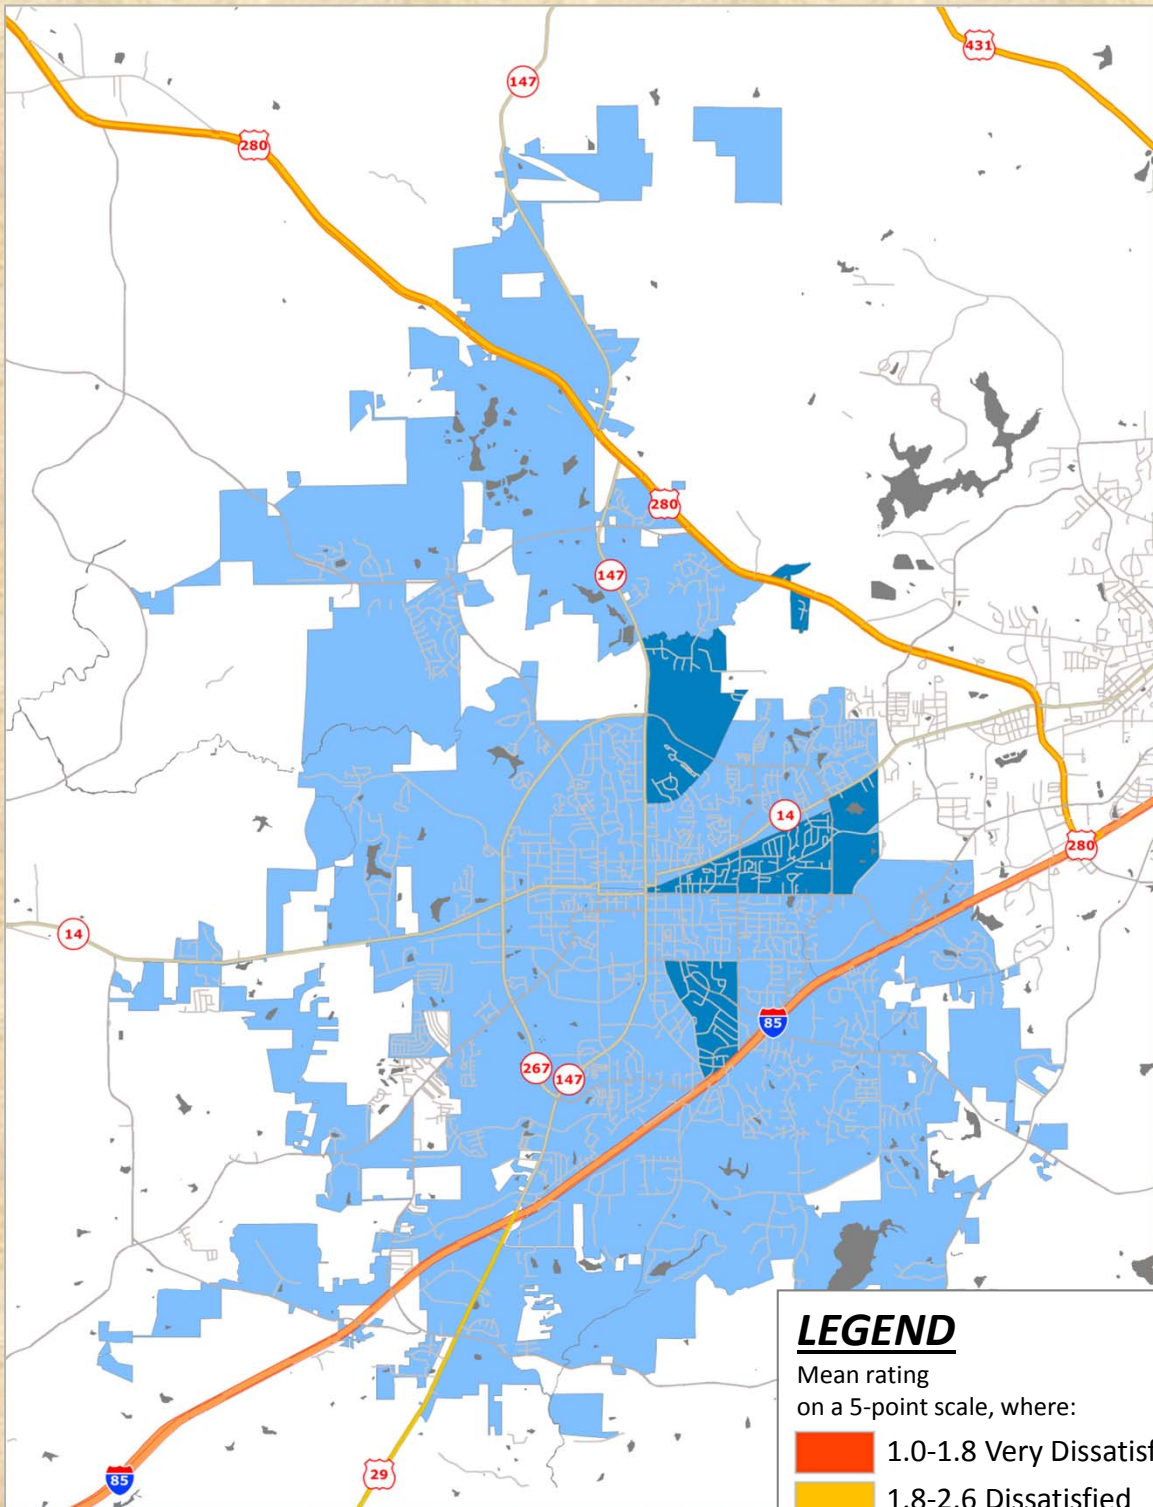 431
147
280
280
147
14
280
14
85
267
147
LEGEND
Mean rating
on a 5-point scale, where:
1.0-1.8 Very Dissatisf
29
85
1.8-2.6 Dissatisfied